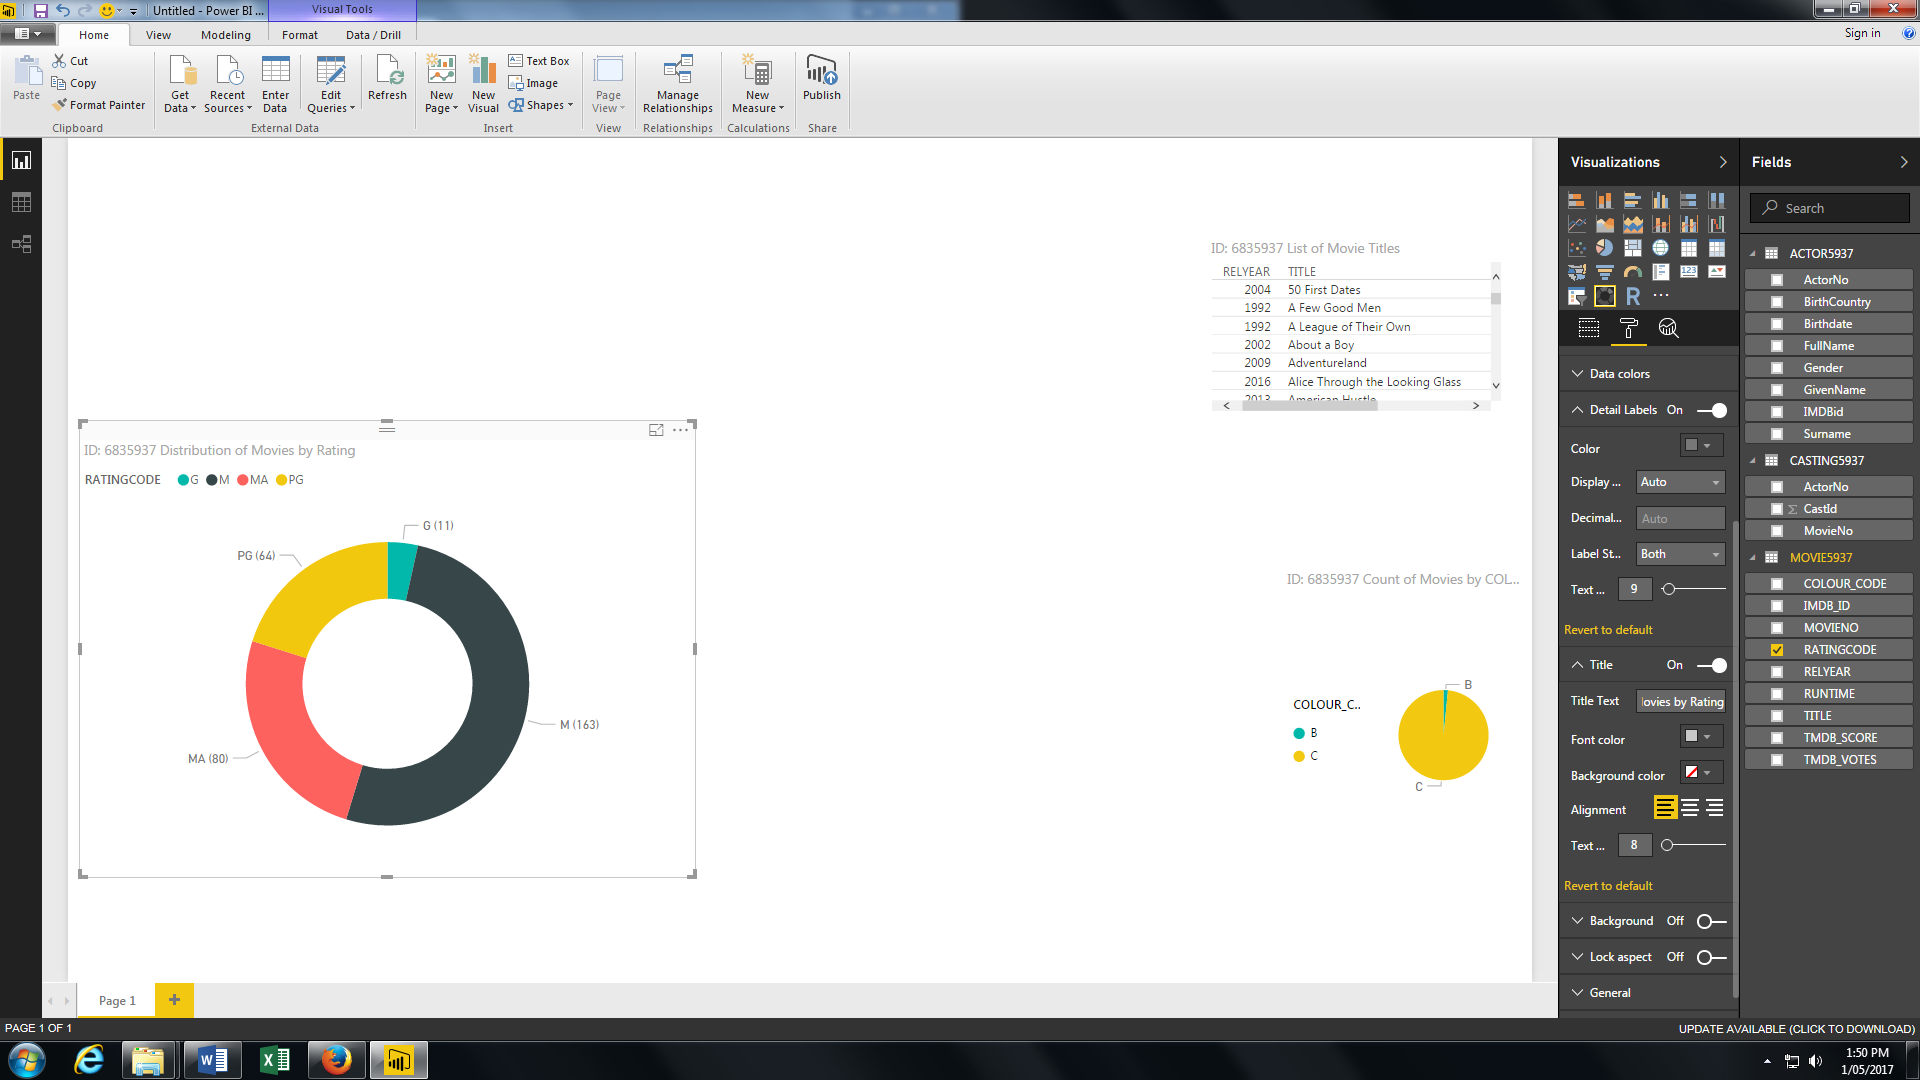 Untitled - Power BI ...
Visual Tools
Home View Modeling Format Data / Drill
Sign in
Paste
Cut
Copy
Format Painter
Clipboard
Get Data
Recent Sources
Enter Data
Edit Queries
External Data
Refresh
New Page
New Visual
Text Box
Image
Shapes
Insert
Page View
View
Manage Relationships
Relationships
New Measure
Calculations
Publish
Share
ID: 6835937 List of Movie Titles
RELYEAR TITLE
2004 50 First Dates
1992 A Few Good Men
1992 A League of Their Own
2002 About a Boy
2009 Adventureland
2016 Alice Through the Looking Glass
2013 American Hustle
ID: 6835937 Distribution of Movies by Rating
RATINGCODE G M MA PG
G (11)
PG (64)
M (163)
MA (80)
ID: 6835937 Count of Movies by COL...
COLOUR_C..
B
C
B
C
Visualizations
R
Data colors
Detail Labels On
Color
Display ... Auto
Decimal... Auto
Label St... Both
Text ... 9
Revert to default
Title On
Title Text ovies by Rating
Font color
Background color
Alignment
Text ... 8
Revert to default
Background Off
Lock aspect Off
General
Fields
Search
ACTOR5937
ActorNo
BirthCountry
Birthdate
FullName
Gender
GivenName
IMDBid
Surname
CASTING5937
ActorNo
Σ CastId
MovieNo
MOVIE5937
COLOUR_CODE
IMDB_ID
MOVIENO
RATINGCODE
RELYEAR
RUNTIME
TITLE
TMDB_SCORE
TMDB_VOTES
Page 1
PAGE 1 OF 1
UPDATE AVAILABLE (CLICK TO DOWNLOAD)
1:50 PM
1/05/2017